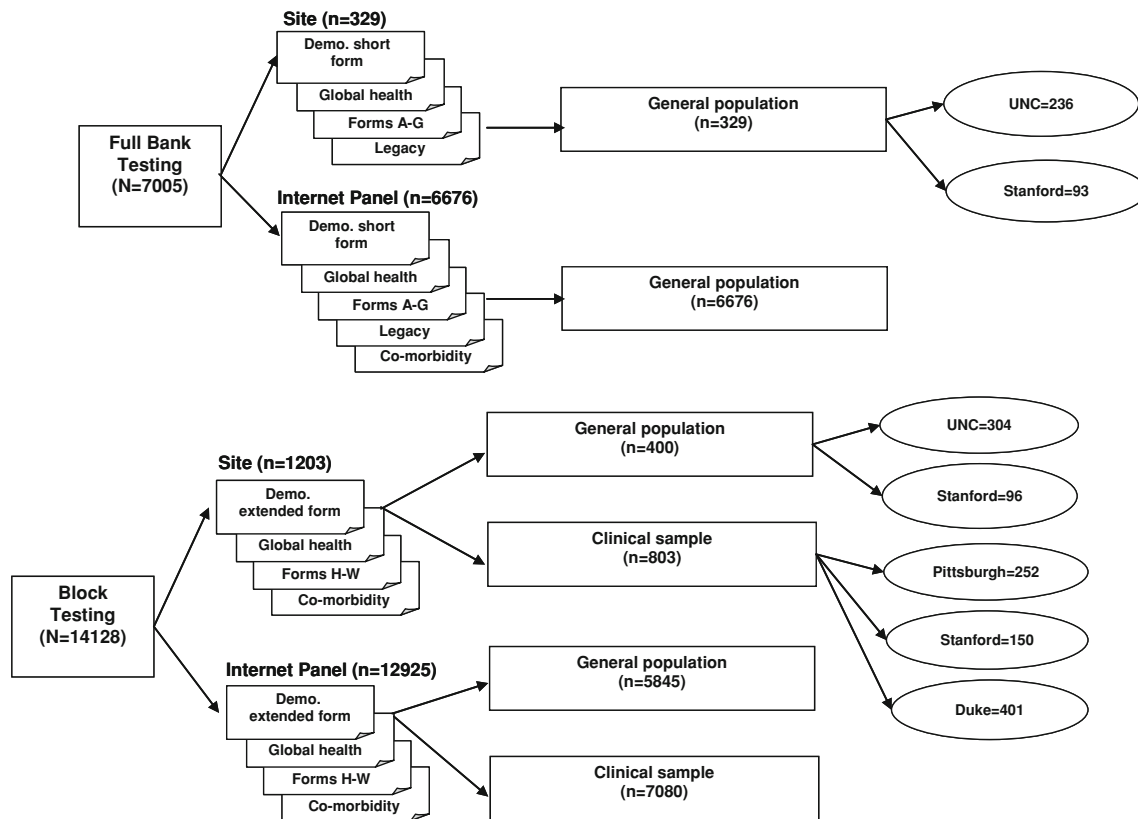 Site (n=329)
Demo. short
form
Global health
Forms A-G
Legacy
Full Bank
Testing
(N=7005)
General population
(n=329)
UNC=236
Stanford=93
Internet Panel (n=6676)
Demo. short
form
Global health
Forms A-G
Legacy
Co-morbidity
General population
(n=6676)
Site (n=1203)
Demo.
extended form
Global health
Forms H-W
Co-morbidity
General population
(n=400)
UNC=304
Stanford=96
Clinical sample
(n=803)
Pittsburgh=252
Stanford=150
Duke=401
Block
Testing
(N=14128)
Internet Panel (n=12925)
Demo.
extended form
Global health
Forms H-W
Co-morbidity
General population
(n=5845)
Clinical sample
(n=7080)